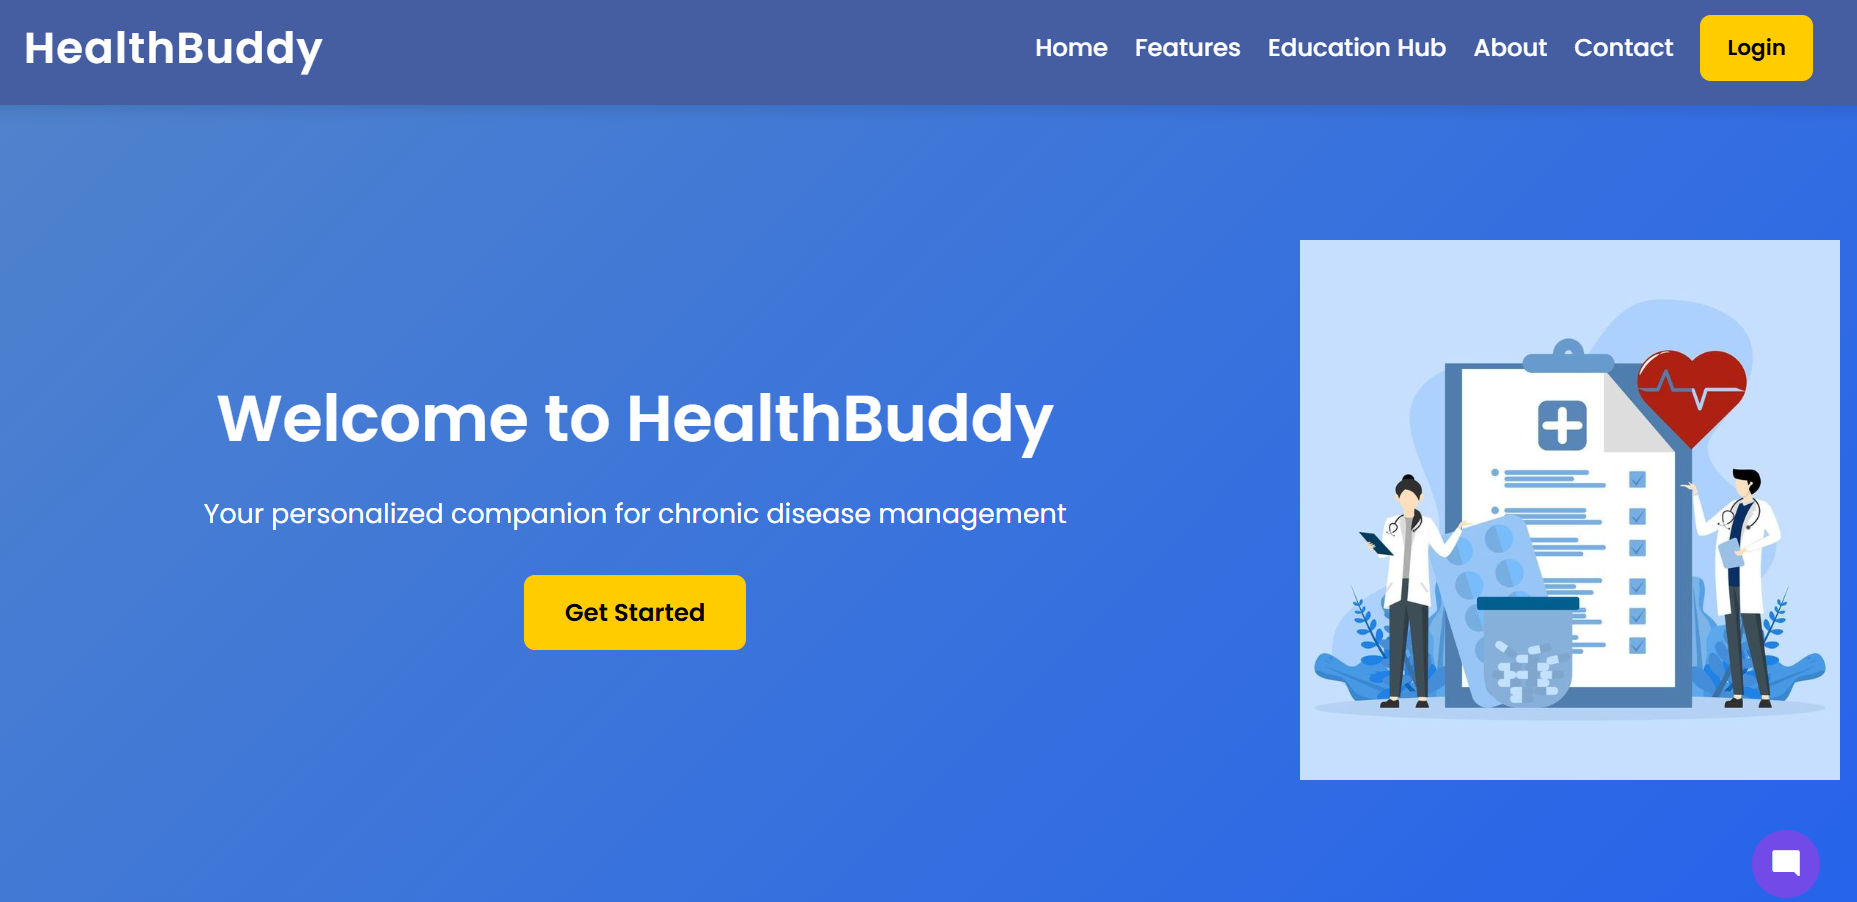 HealthBuddy
Home Features Education Hub About Contact Login
Welcome to HealthBuddy
Your personalized companion for chronic disease management
Get Started